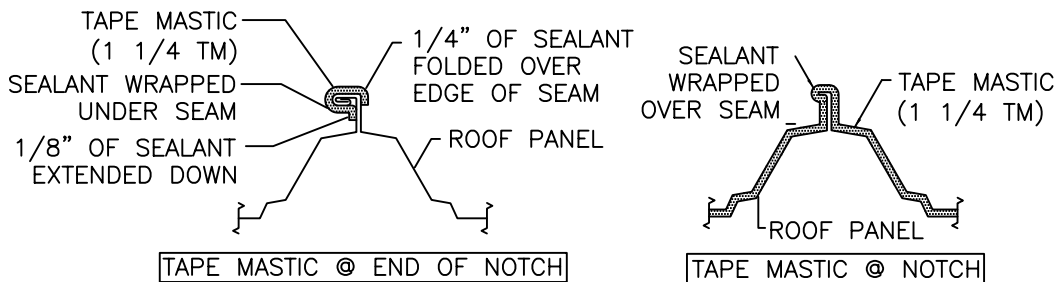 TAPE MASTIC
(1 1/4 TM)
SEALANT WRAPPED
UNDER SEAM
1/8" OF SEALANT
EXTENDED DOWN
1/4" OF SEALANT
FOLDED OVER
EDGE OF SEAM
ROOF PANEL
TAPE MASTIC @ END OF NOTCH
SEALANT
WRAPPED
OVER SEAM
TAPE MASTIC
(1 1/4 TM)
ROOF PANEL
TAPE MASTIC @ NOTCH